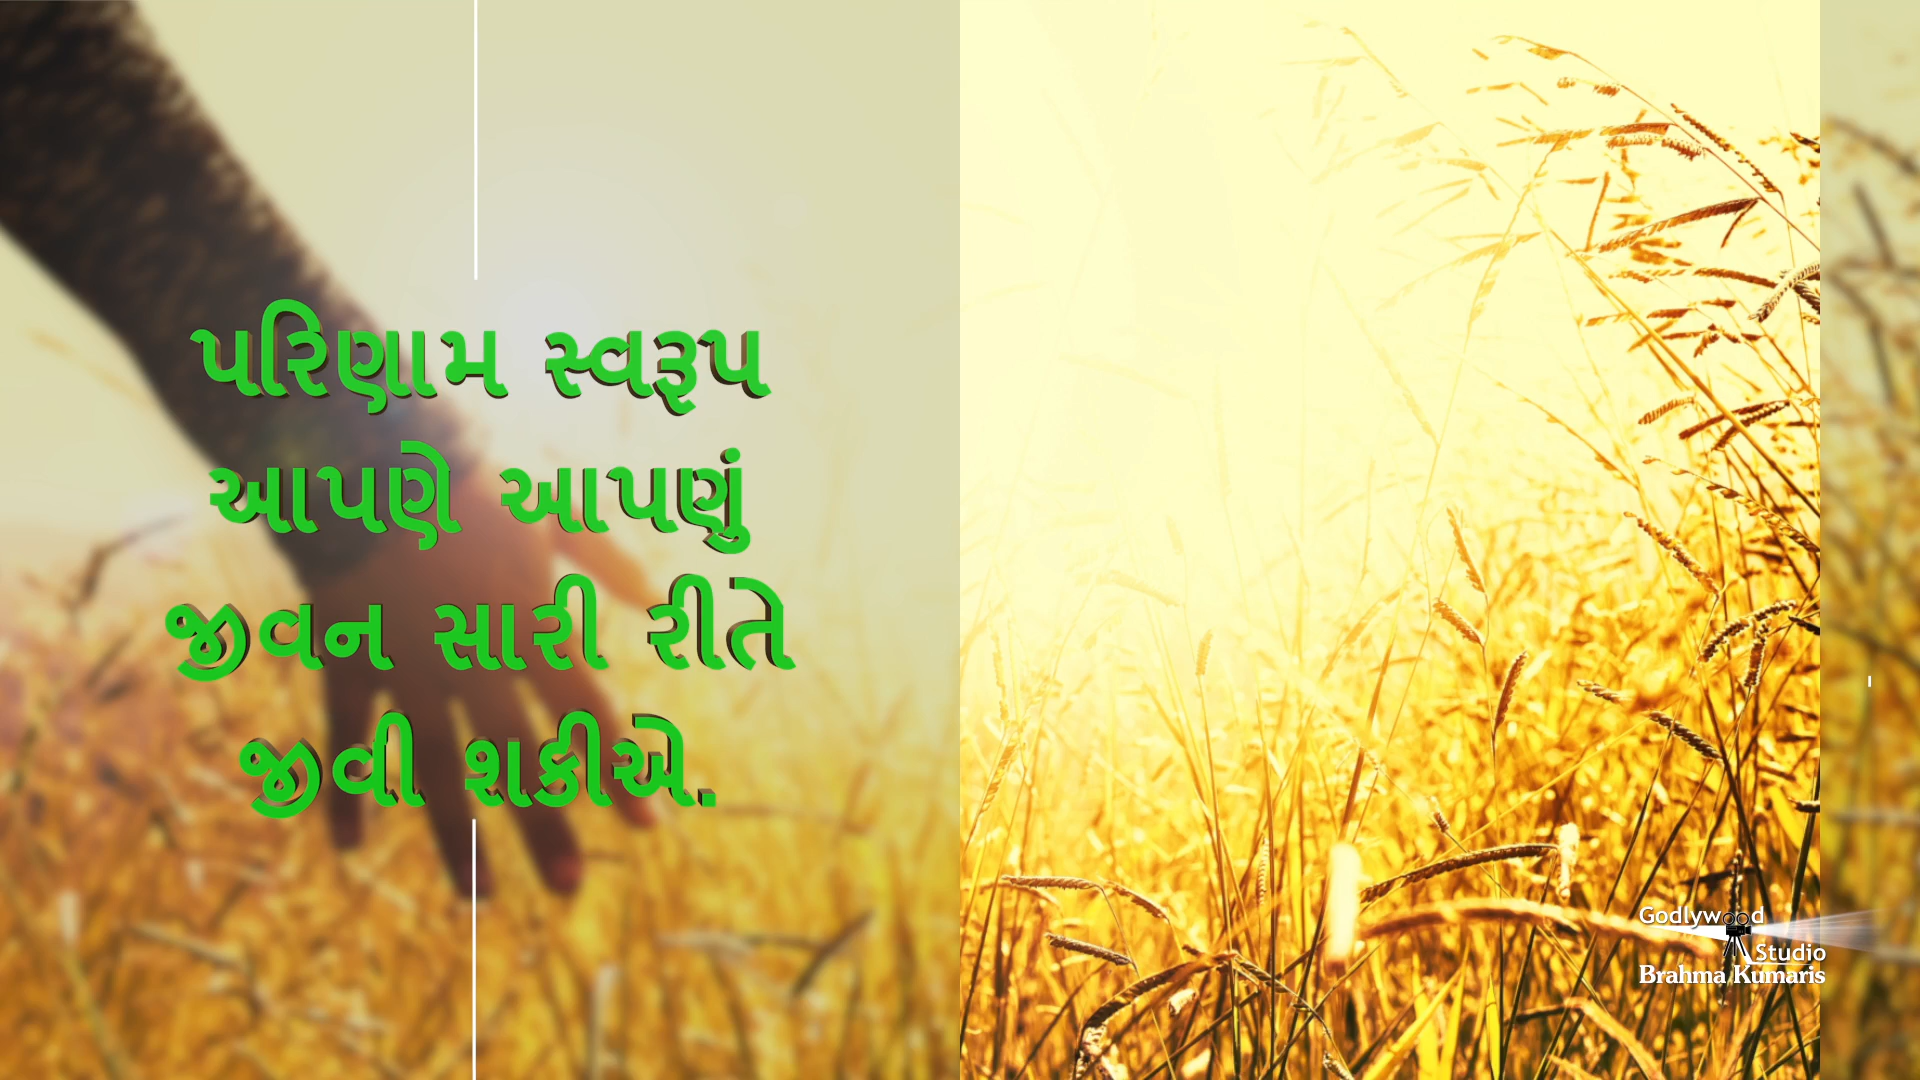 પરિણામ સ્વરૂપ
આપણે આપણું
જીવન સારી રીતે
જીવી શકીએ.
Godlywood
Studio
Brahma Kumaris